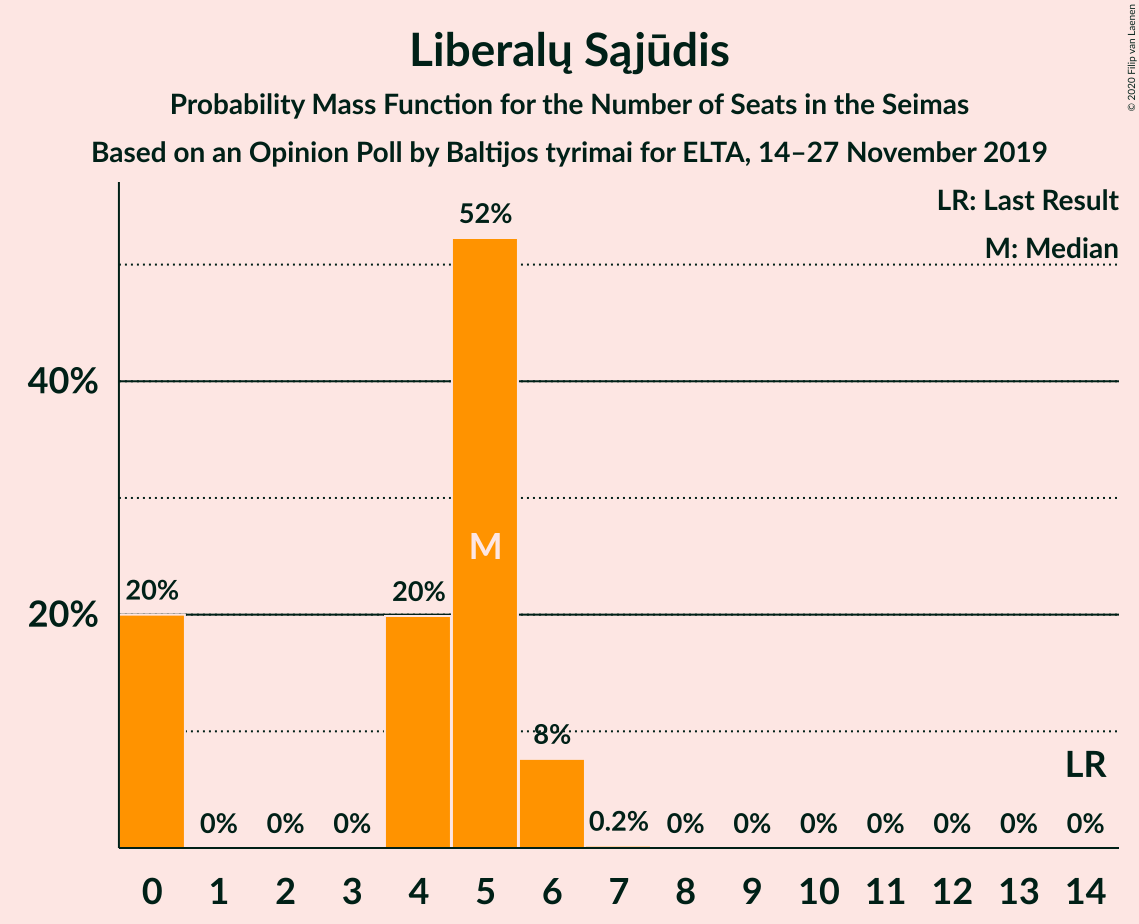 Liberalų Sąjūdis
Probability Mass Function for the Number of Seats in the Seimas
Based on an Opinion Poll by Baltijos tyrimai for ELTA, 14–27 November 2019
© 2020 Filip van Laenen
LR: Last Result
M: Median
52%
40%
M
20%
20%
20%
8%
LR
0%
0%
0%
0.2%
0%
0%
0%
0%
0%
0%
0%
0 1 2 3 4 5 6 7 8 9 10 11 12 13 14